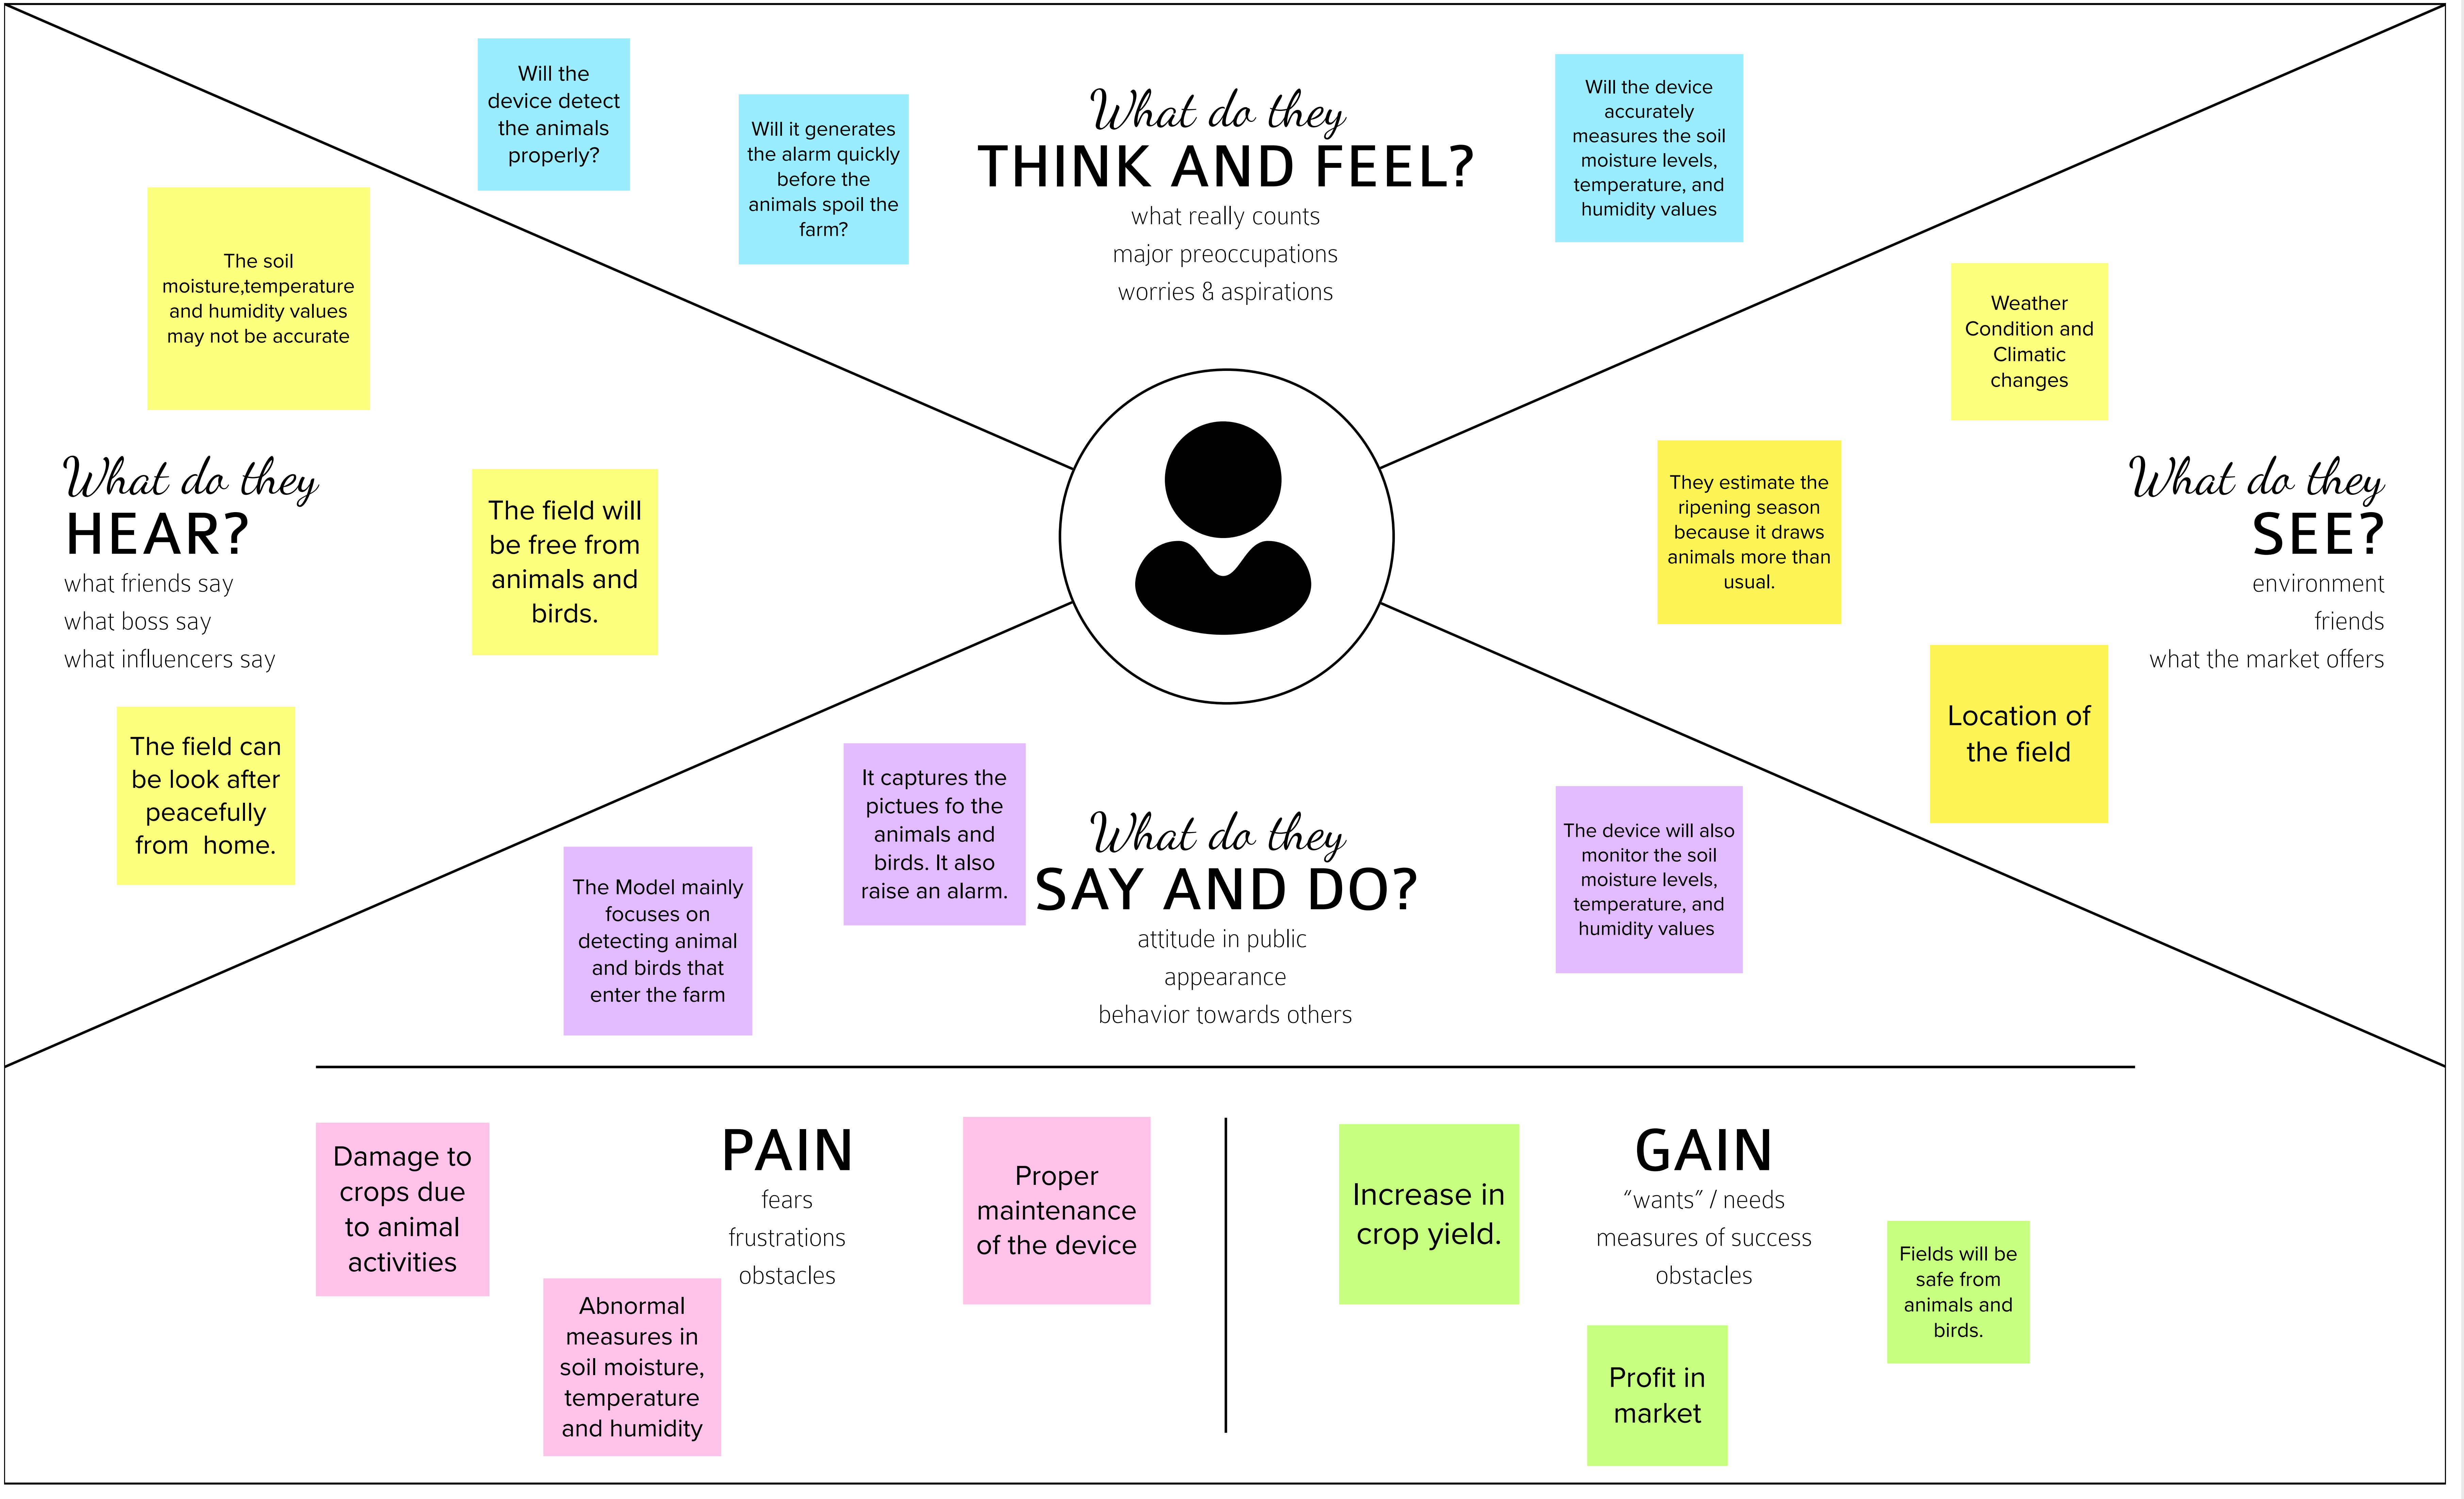 Will the
device detect
the animals
properly?
Will it generates
the alarm quickly
before the
animals spoil the
farm?
What do they
THINK AND FEEL?
what really counts
major preoccupations
worries & aspirations
Will the device
accurately
measures the soil
moisture levels,
temperature, and
humidity values
The soil
moisture,temperature
and humidity values
may not be accurate
What do they
HEAR?
what friends say
what boss say
what influencers say
The field will
be free from
animals and
birds.
The field can
be look after
peacefully
from home.
Weather
Condition and
Climatic
changes
They estimate the
ripening season
because it draws
animals more than
usual.
What do they
SEE?
environment
friends
what the market offers
Location of
the field
It captures the
pictues fo the
animals and
birds. It also
raise an alarm.
The Model mainly
focuses on
detecting animal
and birds that
enter the farm
What do they
SAY AND DO?
attitude in public
appearance
behavior towards others
The device will also
monitor the soil
moisture levels,
temperature, and
humidity values
Damage to
crops due
to animal
activities
PAIN
fears
frustrations
obstacles
Abnormal
measures in
soil moisture,
temperature
and humidity
Proper
maintenance
of the device
Increase in
crop yield.
GAIN
“wants” / needs
measures of success
obstacles
Profit in
market
Fields will be
safe from
animals and
birds.